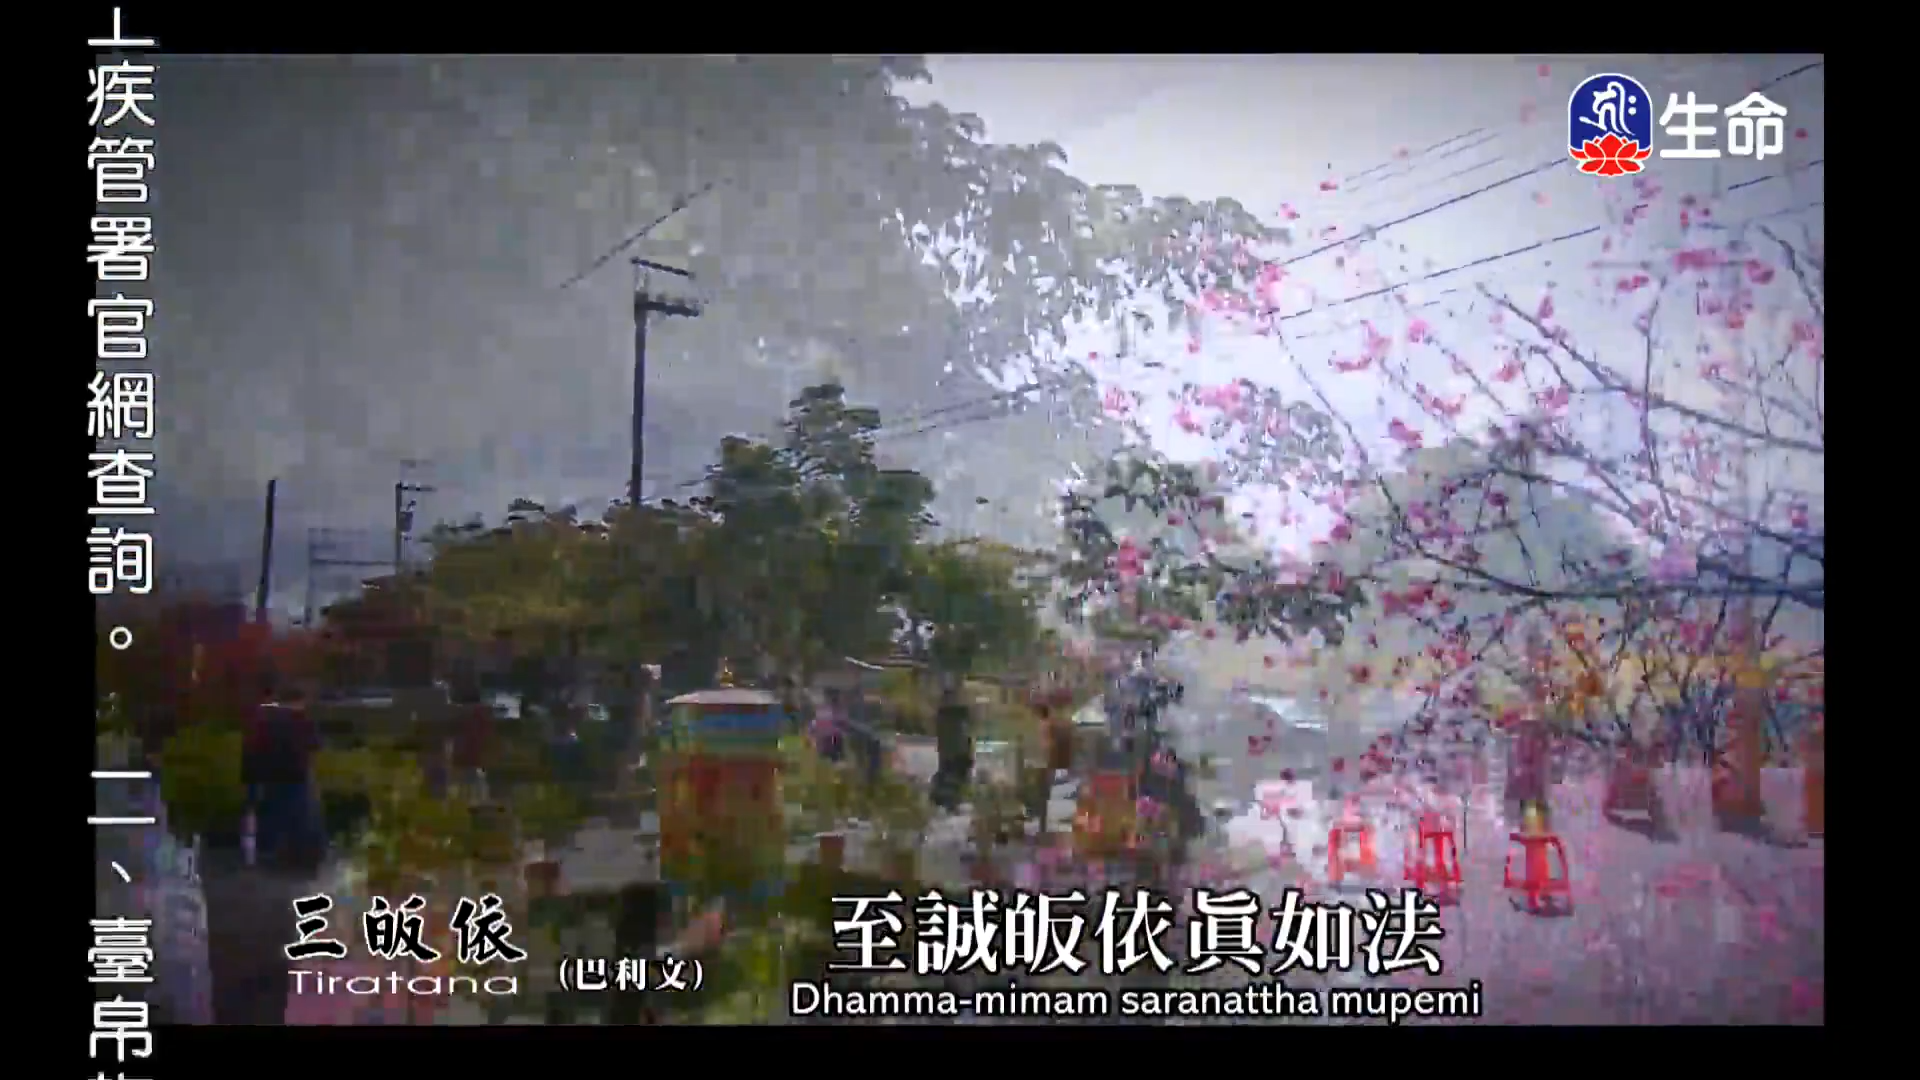 疾管署官網查詢。 二、臺帛
生命
三皈依
Tiratana
(巴利文)
至誠皈依眞如法
Dhamma-mimam saranattha mupemi